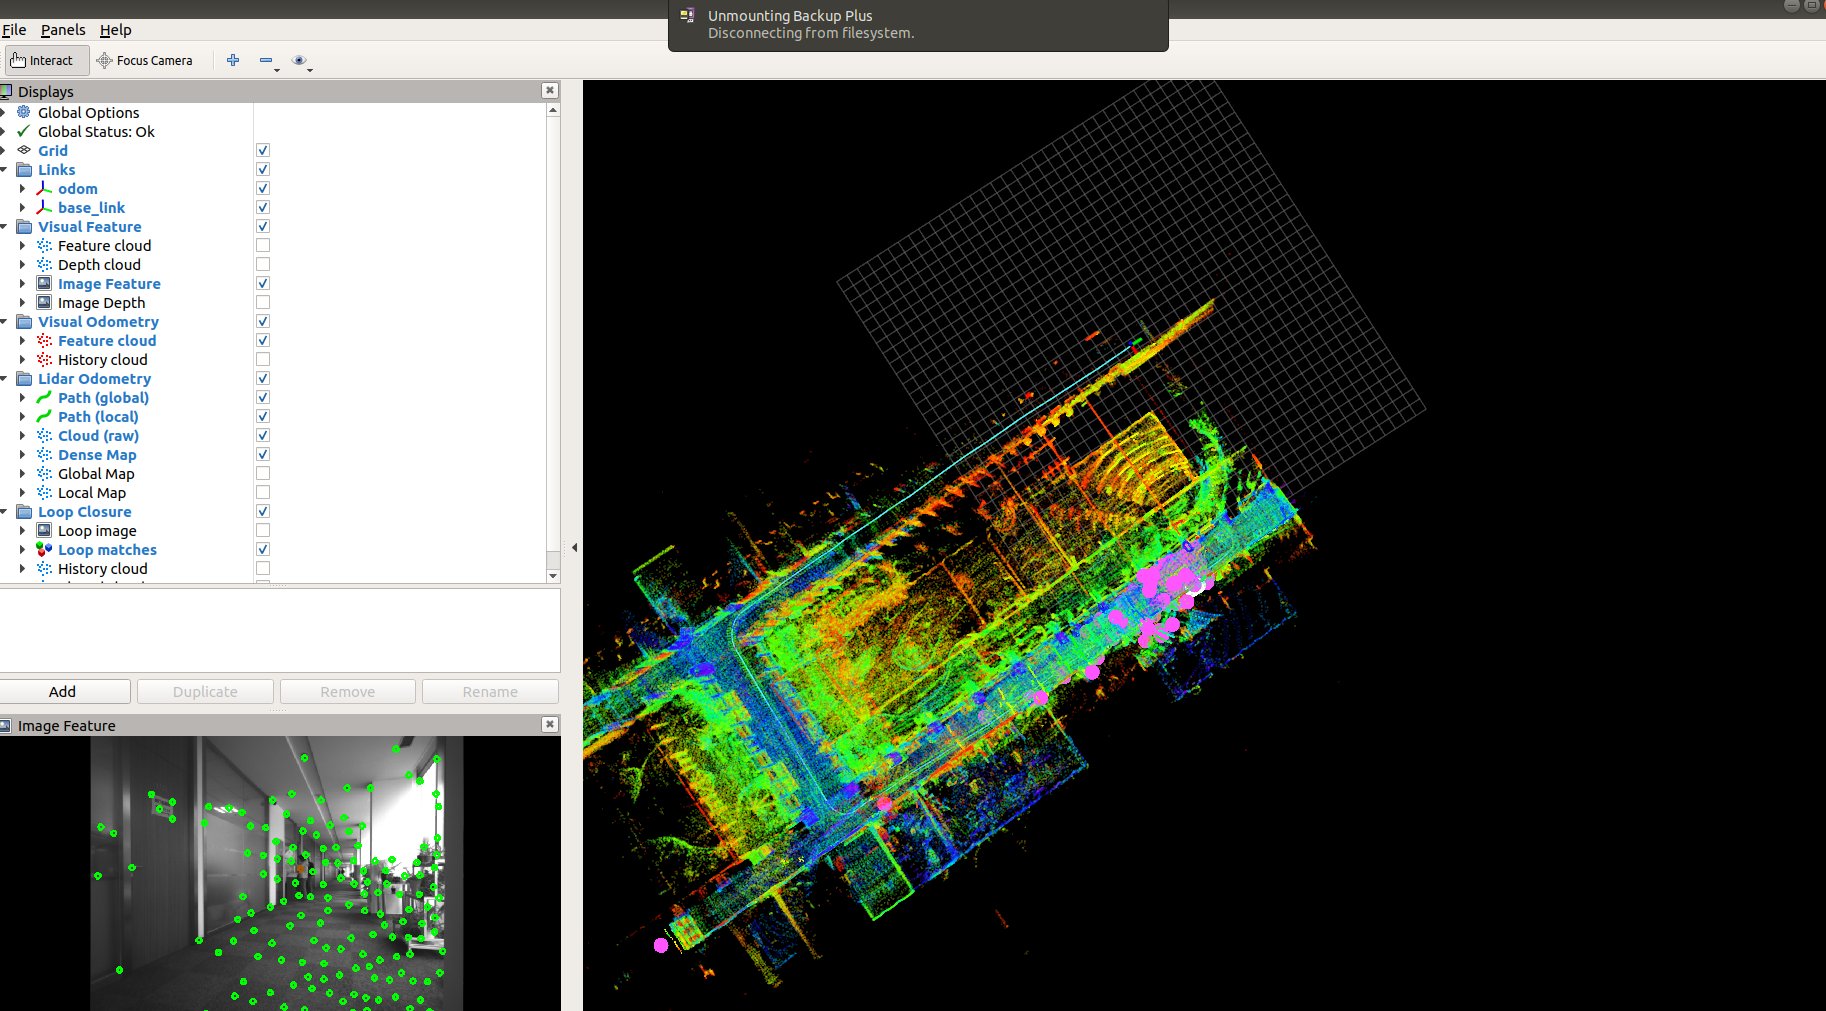 Unmounting Backup Plus
Disconnecting from filesystem.
File Panels Help
Interact Focus Camera
Displays
Global Options
Global Status: Ok
Grid
Links
odom
base_link
Visual Feature
Feature cloud
Depth cloud
Image Feature
Image Depth
Visual Odometry
Feature cloud
History cloud
Lidar Odometry
Path (global)
Path (local)
Cloud (raw)
Dense Map
Global Map
Local Map
Loop Closure
Loop image
Loop matches
History cloud
Add Duplicate Remove Rename
Image Feature